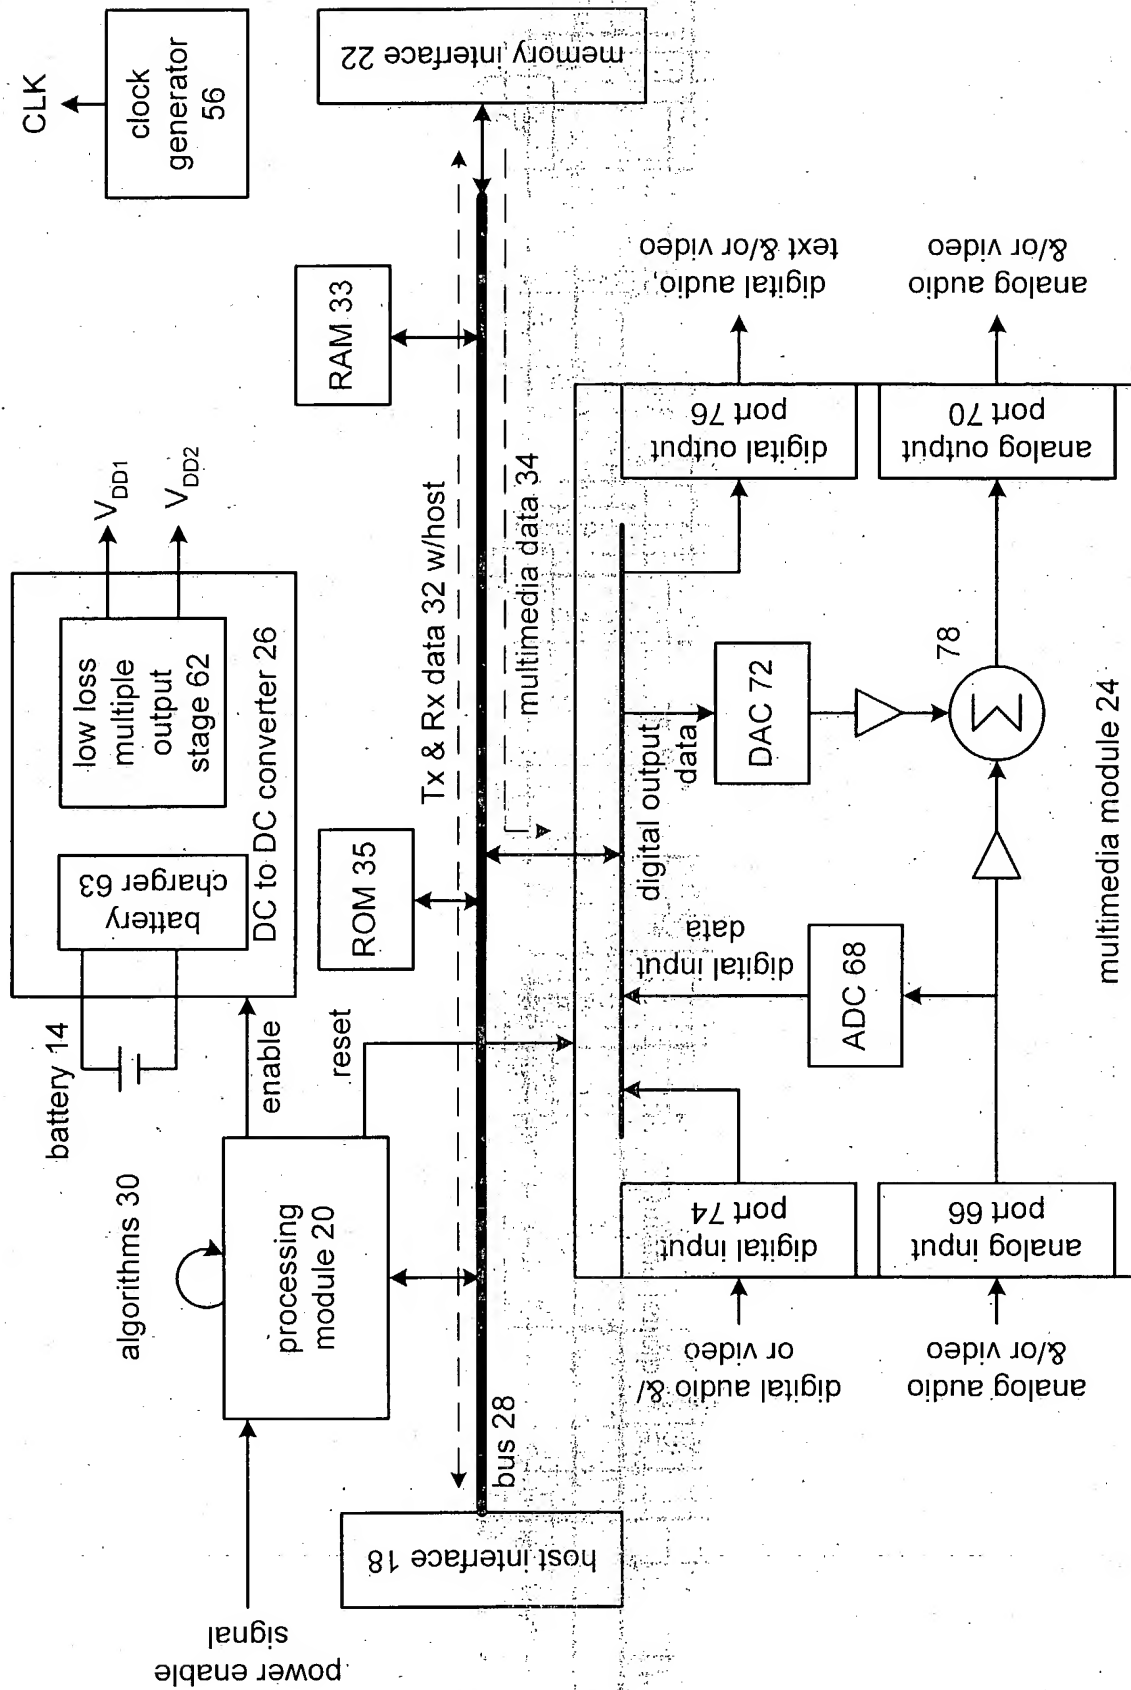 power enable
signal
algorithms 30
processing
module 20
enable
reset
battery 14
battery
charger 63
low loss
multiple
output
stage 62
DC to DC converter 26
VDD1
VDD2
CLK
clock
generator
56
host interface 18
bus 28
Tx & Rx data 32 w/host
multimedia data 34
ROM 35
RAM 33
memory interface 22
digital audio &/
or video
digital input
port 74
analog audio
&/or video
analog input
port 66
digital input
data
ADC 68
digital output
data
DAC 72
78
Σ
digital output
port 76
digital audio,
text &/or video
analog output
port 70
analog audio
&/or video
multimedia module 24